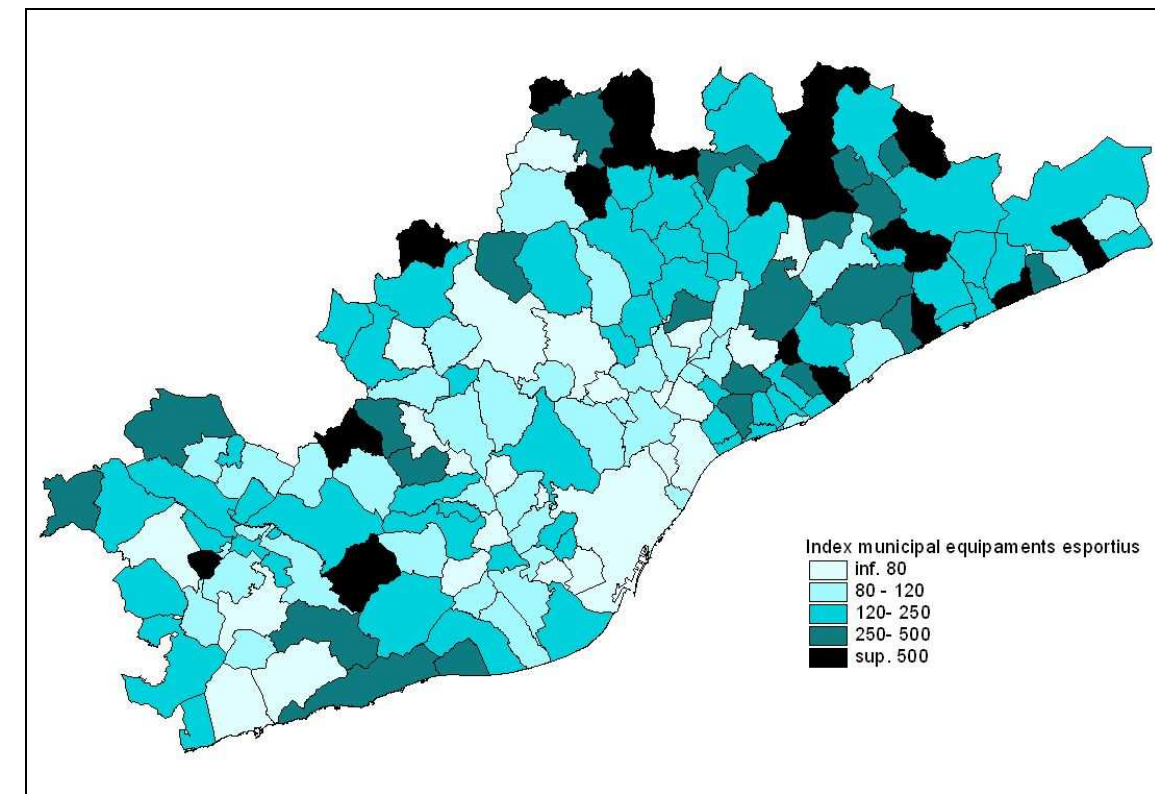 Index municipal equipaments esportius
inf. 80
80 - 120
120- 250
250- 500
sup. 500